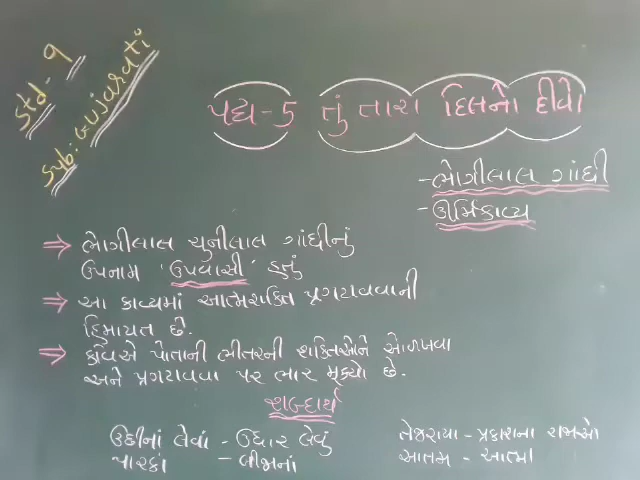 Std - 9
Sub: Gujarati
પદ્ય - 5 તું તારા દિલનો દીવો
- ભોગીલાલ ગાંધી
- ઊર્મિકાવ્ય
⇒ ભોગીલાલ ચુનીલાલ ગાંધીનું
ઉપનામ 'ઉપવાસી' હતું
⇒ આ કાવ્યમાં આત્મશક્તિ પ્રગટાવવાની
હિમાયત છે.
⇒ કવિએ પોતાની ભીતરની શક્તિઓને ઓળખવા
અને પ્રગટાવવા પર ભાર મૂક્યો છે.
શબ્દાર્થ
ઉછીનાં લેવાં - ઉધાર લેવું
પારકાં - બીજાનાં
તેજરાયા - પ્રકાશના રાજાઓ
આતમ - આત્મા